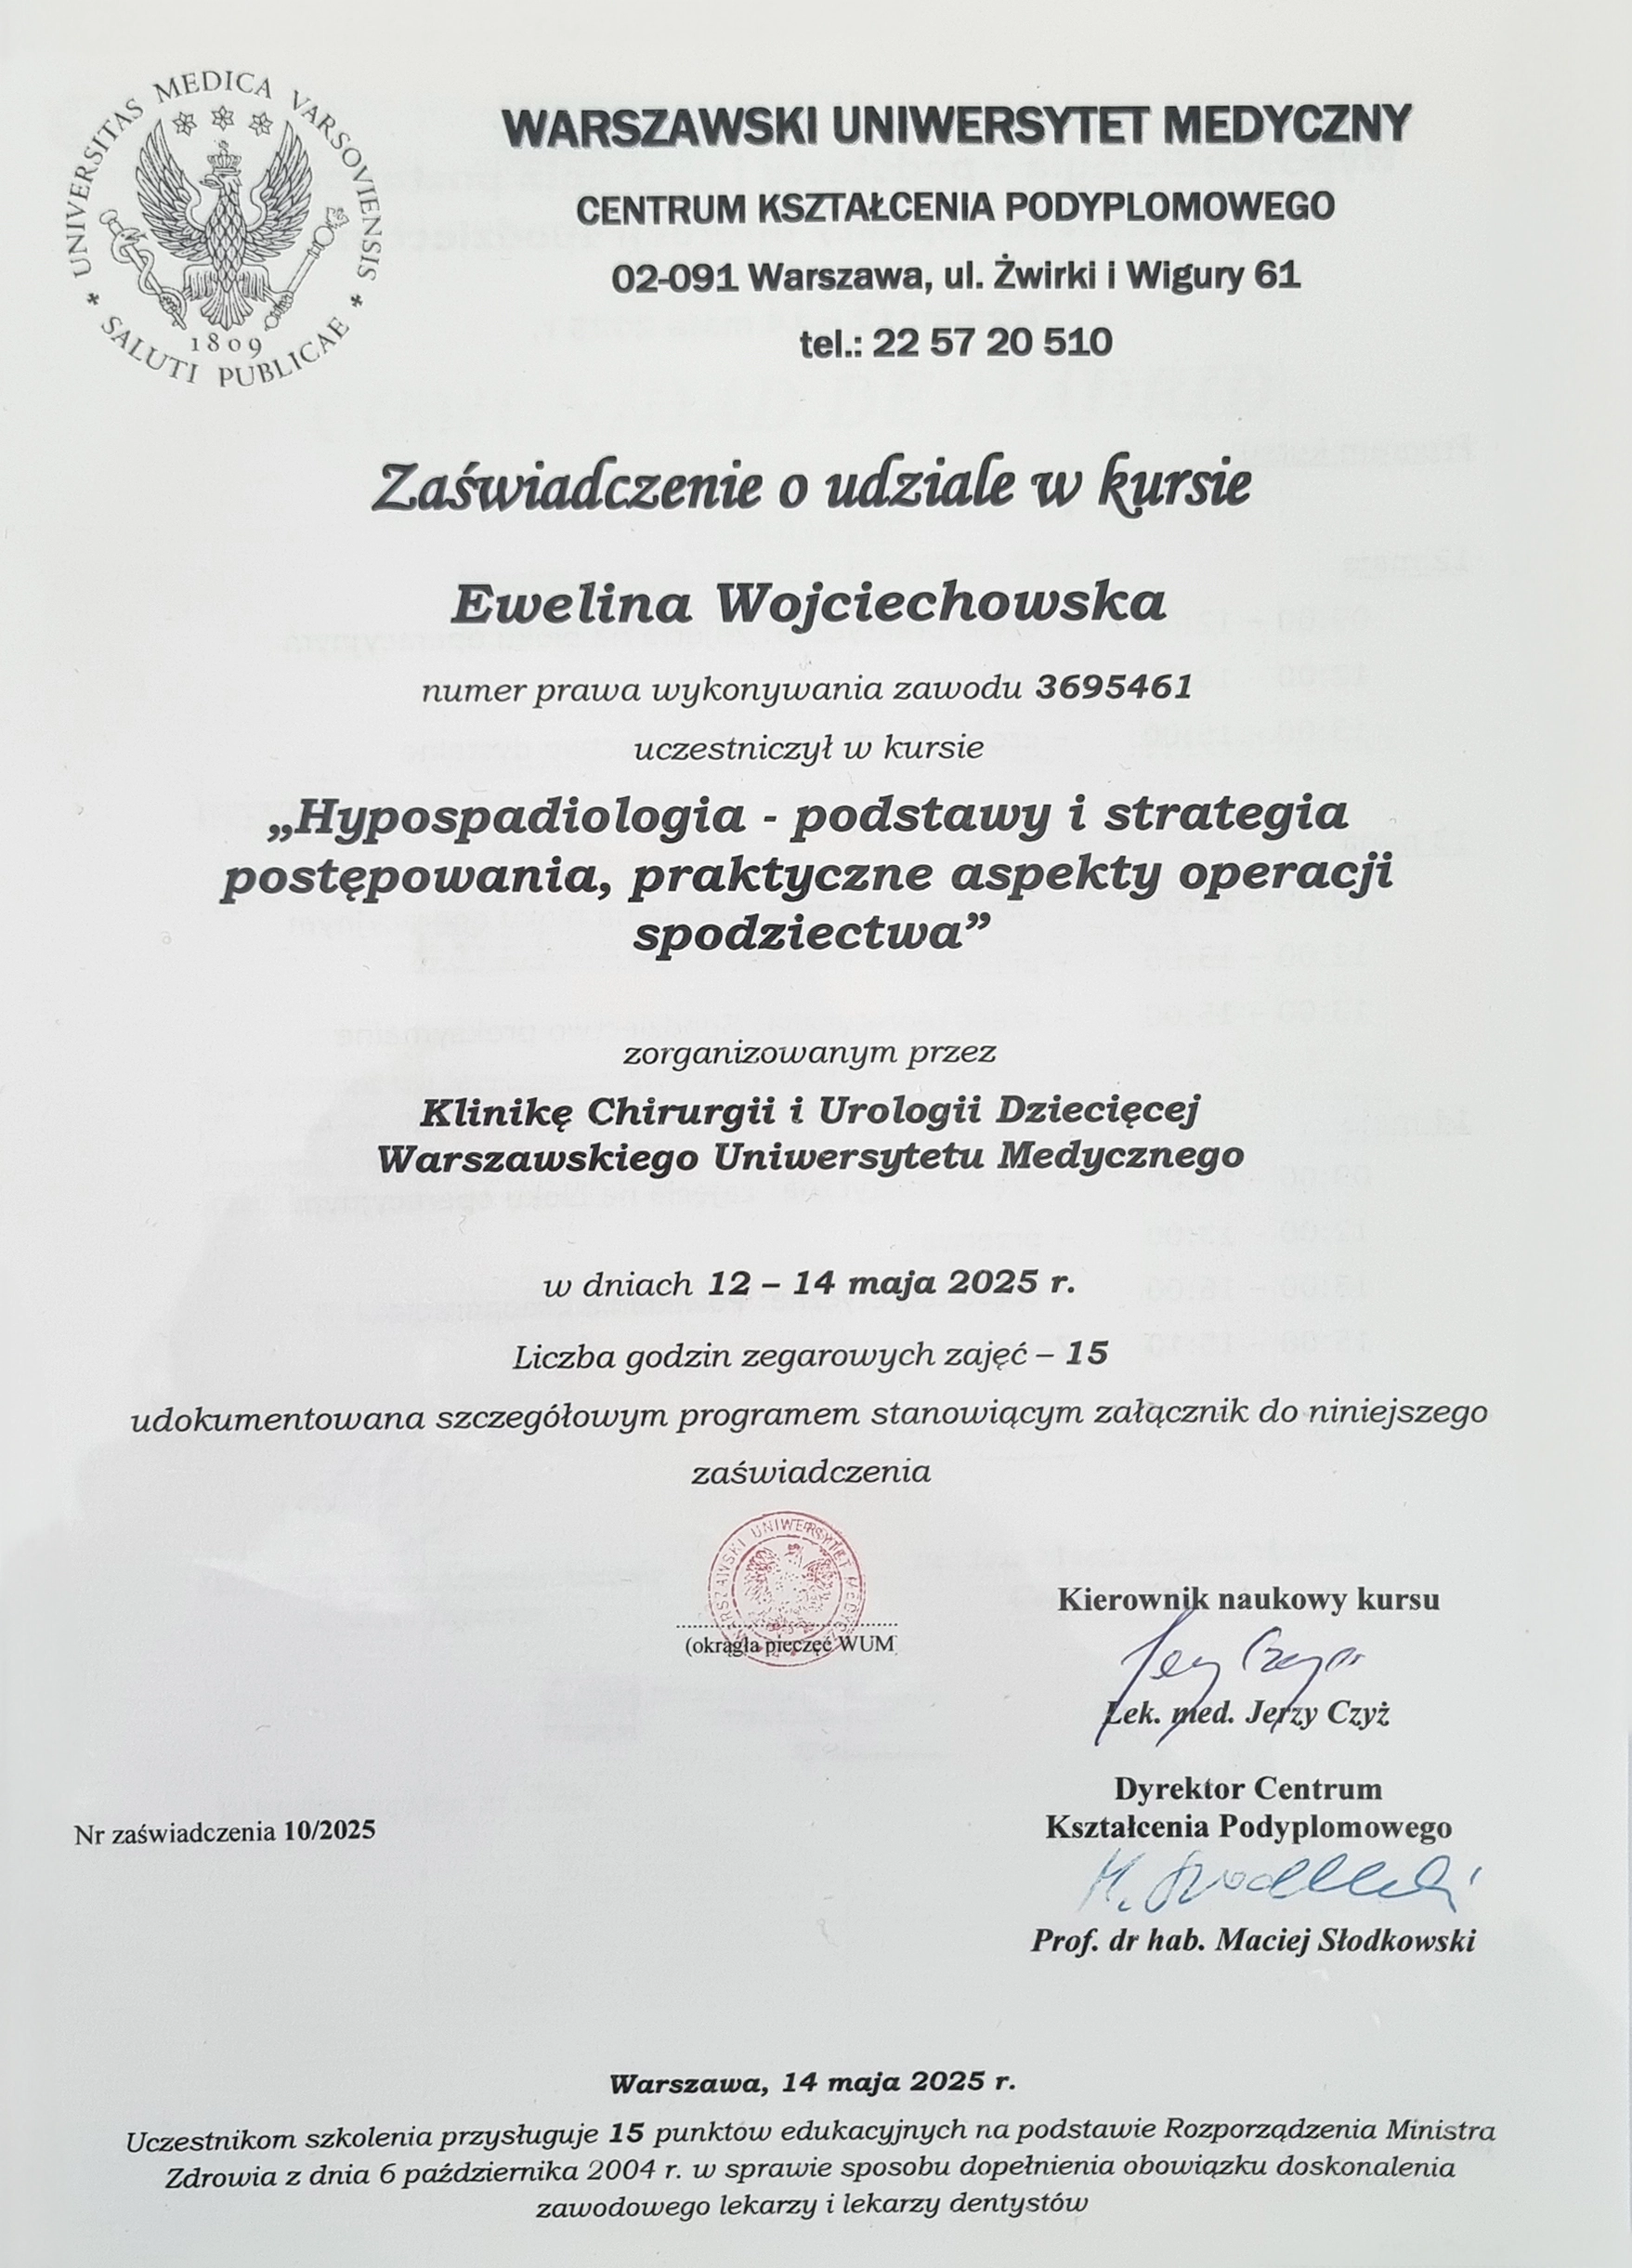 UNIVERSITAS MEDICA VARSOVIENSIS
SALUTI PUBLICAE
1809
WARSZAWSKI UNIWERSYTET MEDYCZNY
CENTRUM KSZTAŁCENIA PODYPLOMOWEGO
02-091 Warszawa, ul. Żwirki i Wigury 61
tel.: 22 57 20 510
Zaświadczenie o udziale w kursie
Ewelina Wojciechowska
numer prawa wykonywania zawodu 3695461
uczestniczył w kursie
„Hypospadiologia - podstawy i strategia
postępowania, praktyczne aspekty operacji
spodziectwa”
zorganizowanym przez
Klinikę Chirurgii i Urologii Dziecięcej
Warszawskiego Uniwersytetu Medycznego
w dniach 12 – 14 maja 2025 r.
Liczba godzin zegarowych zajęć – 15
udokumentowana szczegółowym programem stanowiącym załącznik do niniejszego
zaświadczenia
UNIWERSYTET
(okrągła pieczęć WUM
Kierownik naukowy kursu
Lek. med. Jerzy Czyż
Dyrektor Centrum
Kształcenia Podyplomowego
Nr zaświadczenia 10/2025
Prof. dr hab. Maciej Słodkowski
Warszawa, 14 maja 2025 r.
Uczestnikom szkolenia przysługuje 15 punktów edukacyjnych na podstawie Rozporządzenia Ministra
Zdrowia z dnia 6 października 2004 r. w sprawie sposobu dopełnienia obowiązku doskonalenia
zawodowego lekarzy i lekarzy dentystów